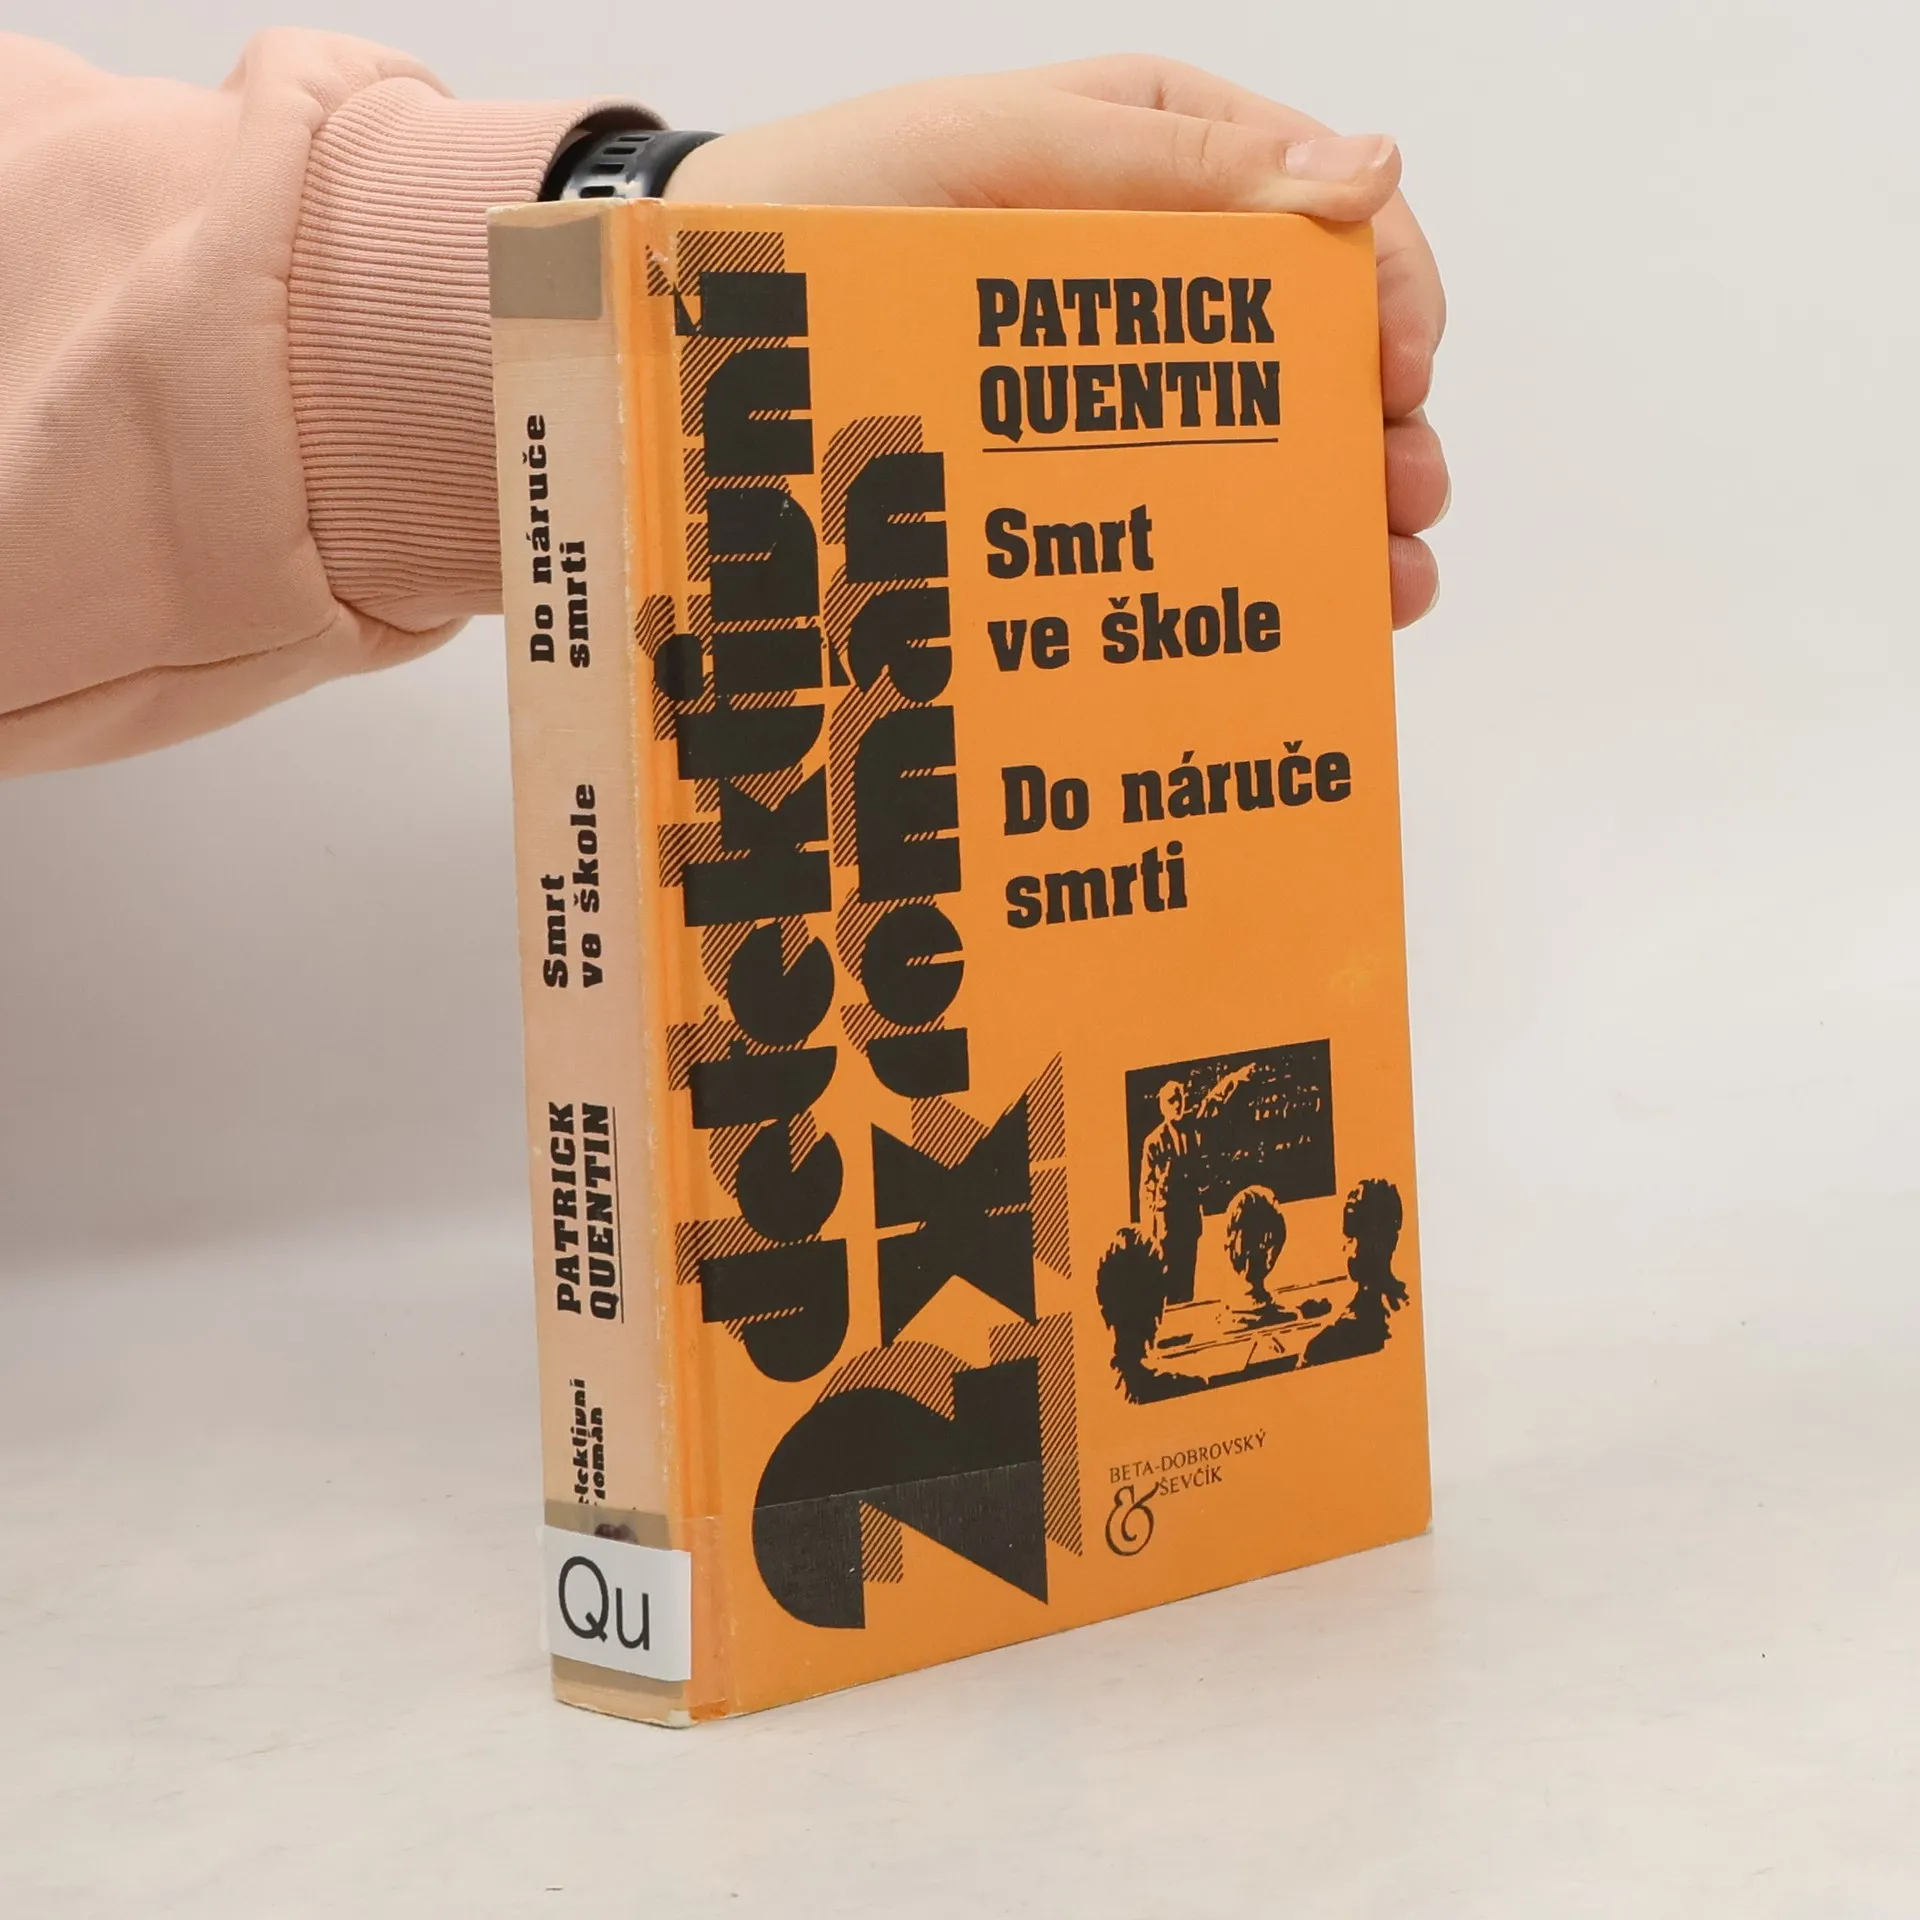 PATRICK
QUENTIN
Smrt
ve škole
Do náruče
smrti
2x detektivní
román
BETA-DOBROVSKÝ
& ŠEVČÍK
Do náruče
smrti
Smrt
ve škole
PATRICK
QUENTIN
román
Qu